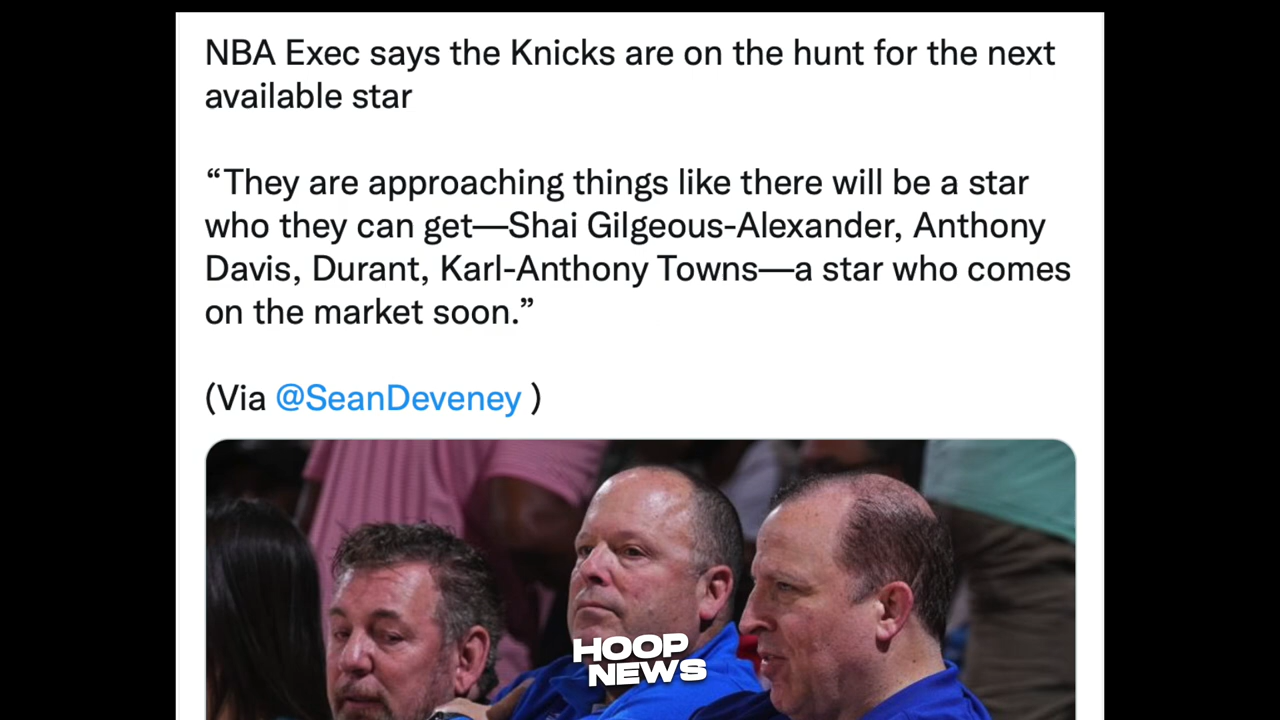 NBA Exec says the Knicks are on the hunt for the next
available star
“They are approaching things like there will be a star
who they can get—Shai Gilgeous-Alexander, Anthony
Davis, Durant, Karl-Anthony Towns—a star who comes
on the market soon.”
(Via @SeanDeveney )
HOOP
NEWS